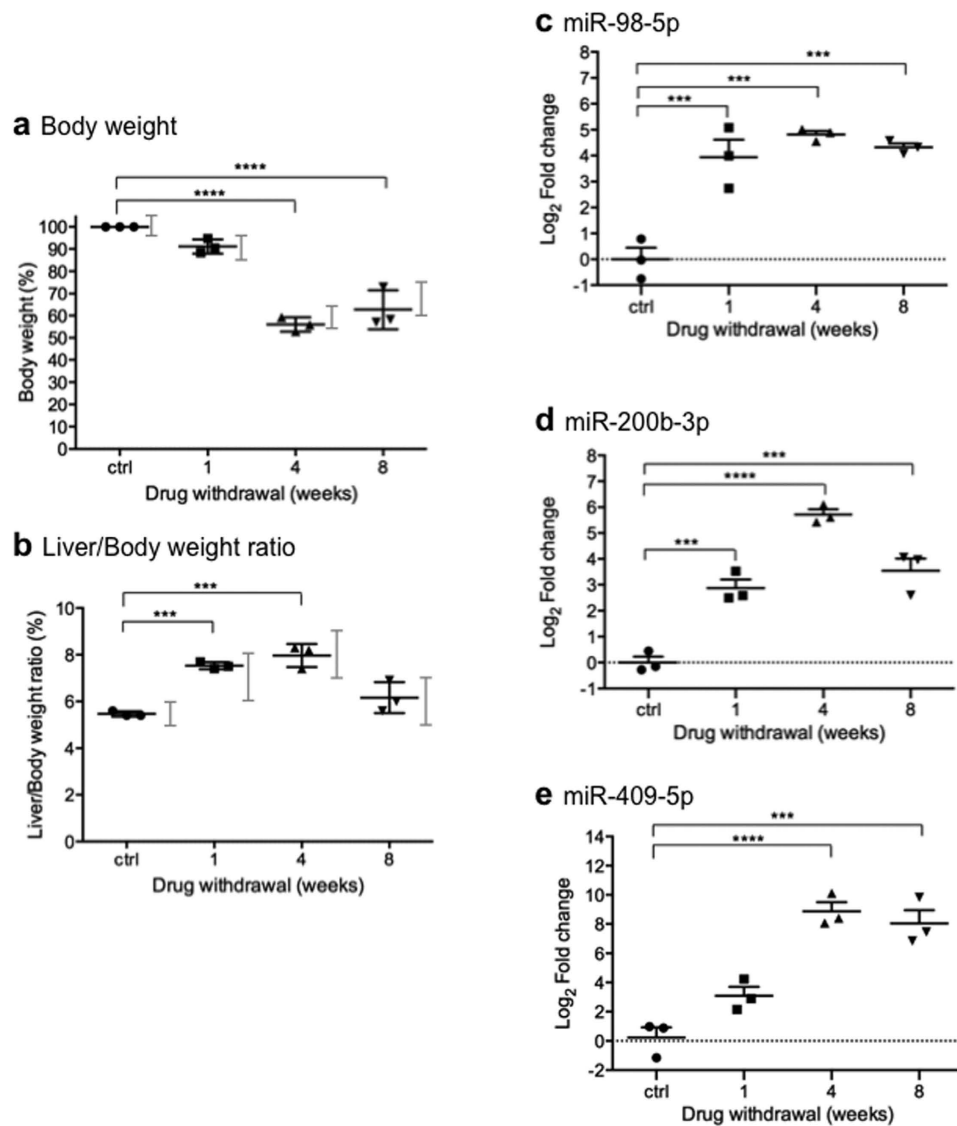 a Body weight
****
****
100
90
80
70
60
50
40
30
20
10
0
Body weight (%)
ctrl 1 4 8
Drug withdrawal (weeks)
b Liver/Body weight ratio
***
***
10
8
6
4
2
0
Liver/Body weight ratio (%)
ctrl 1 4 8
Drug withdrawal (weeks)
c miR-98-5p
***
***
***
8
7
6
5
4
3
2
1
0
-1
Log₂ Fold change
ctrl 1 4 8
Drug withdrawal (weeks)
d miR-200b-3p
***
****
***
8
7
6
5
4
3
2
1
0
-1
Log₂ Fold change
ctrl 1 4 8
Drug withdrawal (weeks)
e miR-409-5p
***
****
14
12
10
8
6
4
2
0
-2
Log₂ Fold change
ctrl 1 4 8
Drug withdrawal (weeks)